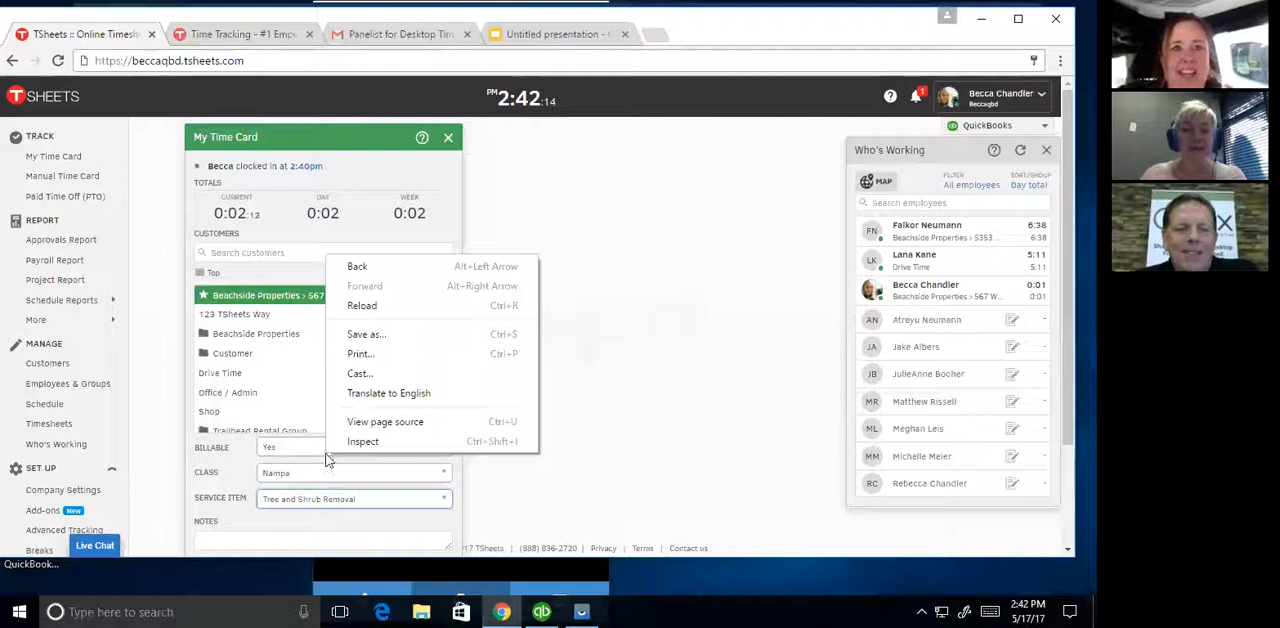 TSheets :: Online Timesh
Time Tracking - #1 Emp
Panelist for Desktop Tim
Untitled presentation -
https://beccaqbd.tsheets.com
T SHEETS
PM 2:42:14
1
Becca Chandler
Beccaqbd
QuickBooks
TRACK
My Time Card
Manual Time Card
Paid Time Off (PTO)
REPORT
Approvals Report
Payroll Report
Project Report
Schedule Reports
More
MANAGE
Customers
Employees & Groups
Schedule
Timesheets
Who's Working
SET UP
Company Settings
Add-ons New
Advanced Tracking
Breaks
Live Chat
My Time Card
Becca clocked in at 2:40pm
TOTALS
CURRENT DAY WEEK
0:02:12 0:02 0:02
CUSTOMERS
Search customers
Top
Beachside Properties > 567
123 TSheets Way
Beachside Properties
Customer
Drive Time
Office / Admin
Shop
Trailhead Rental Group
BILLABLE Yes
CLASS Nampa
SERVICE ITEM Tree and Shrub Removal
NOTES
Back Alt+Left Arrow
Forward Alt+Right Arrow
Reload Ctrl+R
Save as... Ctrl+S
Print... Ctrl+P
Cast...
Translate to English
View page source Ctrl+U
Inspect Ctrl+Shift+I
Who's Working
MAP
FILTER
All employees
SORT/GROUP
Day total
Search employees
FN Falkor Neumann 6:38
Beachside Properties > 5353 ... 6:38
LK Lana Kane 5:11
Drive Time 5:11
Becca Chandler 0:01
Beachside Properties > 567 W... 0:01
AN Atreyu Neumann -
JA Jake Albers -
JB JulieAnne Bocher -
MR Matthew Rissell -
ML Meghan Leis -
MM Michelle Meier -
RC Rebecca Chandler -
17 TSheets | (888) 836-2720 | Privacy | Terms | Contact us
QuickBook...
Type here to search
2:42 PM
5/17/17